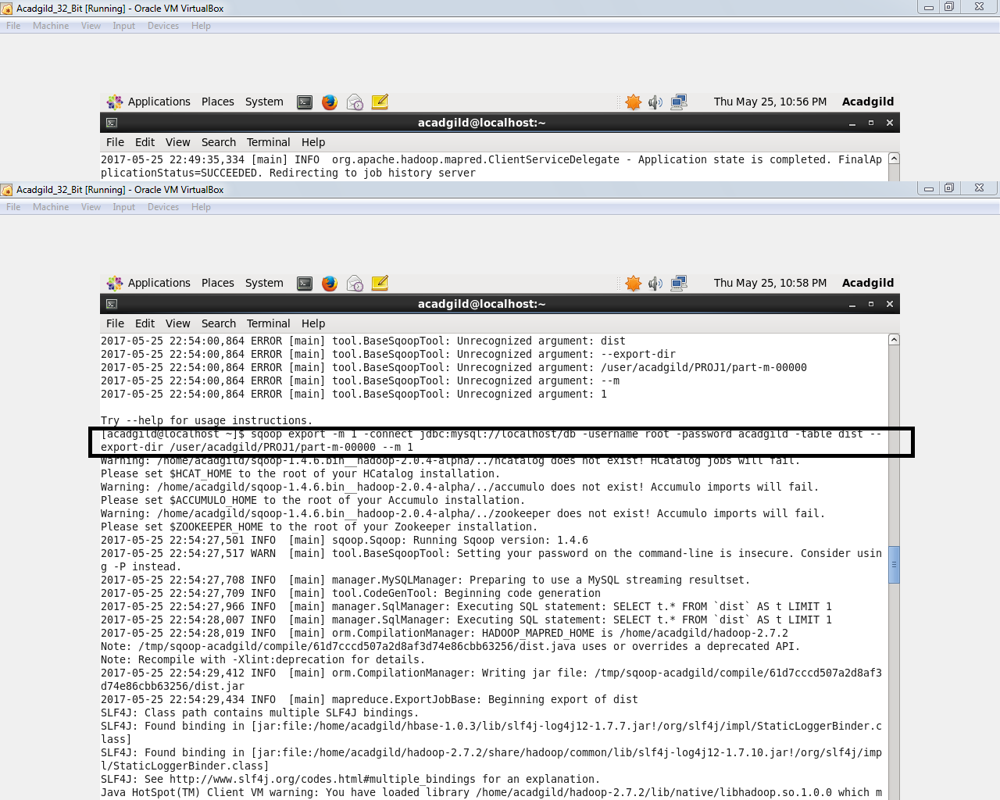 Acadgild_32_Bit [Running] - Oracle VM VirtualBox
File Machine View Input Devices Help
Applications Places System Thu May 25, 10:56 PM Acadgild
acadgild@localhost:~
File Edit View Search Terminal Help
2017-05-25 22:49:35,334 [main] INFO  org.apache.hadoop.mapred.ClientServiceDelegate - Application state is completed. FinalAp
plicationStatus=SUCCEEDED. Redirecting to job history server
Acadgild_32_Bit [Running] - Oracle VM VirtualBox
File Machine View Input Devices Help
Applications Places System Thu May 25, 10:58 PM Acadgild
acadgild@localhost:~
File Edit View Search Terminal Help
2017-05-25 22:54:00,864 ERROR [main] tool.BaseSqoopTool: Unrecognized argument: dist
2017-05-25 22:54:00,864 ERROR [main] tool.BaseSqoopTool: Unrecognized argument: --export-dir
2017-05-25 22:54:00,864 ERROR [main] tool.BaseSqoopTool: Unrecognized argument: /user/acadgild/PROJ1/part-m-00000
2017-05-25 22:54:00,864 ERROR [main] tool.BaseSqoopTool: Unrecognized argument: --m
2017-05-25 22:54:00,864 ERROR [main] tool.BaseSqoopTool: Unrecognized argument: 1
Try --help for usage instructions.
[acadgild@localhost ~]$ sqoop export -m 1 -connect jdbc:mysql://localhost/db -username root -password acadgild -table dist --
export-dir /user/acadgild/PROJ1/part-m-00000 --m 1
Warning: /home/acadgild/sqoop-1.4.6.bin__hadoop-2.0.4-alpha/../hcatalog does not exist! HCatalog jobs will fail.
Please set $HCAT_HOME to the root of your HCatalog installation.
Warning: /home/acadgild/sqoop-1.4.6.bin__hadoop-2.0.4-alpha/../accumulo does not exist! Accumulo imports will fail.
Please set $ACCUMULO_HOME to the root of your Accumulo installation.
Warning: /home/acadgild/sqoop-1.4.6.bin__hadoop-2.0.4-alpha/../zookeeper does not exist! Accumulo imports will fail.
Please set $ZOOKEEPER_HOME to the root of your Zookeeper installation.
2017-05-25 22:54:27,501 INFO  [main] sqoop.Sqoop: Running Sqoop version: 1.4.6
2017-05-25 22:54:27,517 WARN  [main] tool.BaseSqoopTool: Setting your password on the command-line is insecure. Consider usin
g -P instead.
2017-05-25 22:54:27,708 INFO  [main] manager.MySQLManager: Preparing to use a MySQL streaming resultset.
2017-05-25 22:54:27,709 INFO  [main] tool.CodeGenTool: Beginning code generation
2017-05-25 22:54:27,966 INFO  [main] manager.SqlManager: Executing SQL statement: SELECT t.* FROM `dist` AS t LIMIT 1
2017-05-25 22:54:28,007 INFO  [main] manager.SqlManager: Executing SQL statement: SELECT t.* FROM `dist` AS t LIMIT 1
2017-05-25 22:54:28,019 INFO  [main] orm.CompilationManager: HADOOP_MAPRED_HOME is /home/acadgild/hadoop-2.7.2
Note: /tmp/sqoop-acadgild/compile/61d7cccd507a2d8af3d74e86cbb63256/dist.java uses or overrides a deprecated API.
Note: Recompile with -Xlint:deprecation for details.
2017-05-25 22:54:29,412 INFO  [main] orm.CompilationManager: Writing jar file: /tmp/sqoop-acadgild/compile/61d7cccd507a2d8af3
d74e86cbb63256/dist.jar
2017-05-25 22:54:29,434 INFO  [main] mapreduce.ExportJobBase: Beginning export of dist
SLF4J: Class path contains multiple SLF4J bindings.
SLF4J: Found binding in [jar:file:/home/acadgild/hbase-1.0.3/lib/slf4j-log4j12-1.7.7.jar!/org/slf4j/impl/StaticLoggerBinder.c
lass]
SLF4J: Found binding in [jar:file:/home/acadgild/hadoop-2.7.2/share/hadoop/common/lib/slf4j-log4j12-1.7.10.jar!/org/slf4j/imp
l/StaticLoggerBinder.class]
SLF4J: See http://www.slf4j.org/codes.html#multiple_bindings for an explanation.
Java HotSpot(TM) Client VM warning: You have loaded library /home/acadgild/hadoop-2.7.2/lib/native/libhadoop.so.1.0.0 which m